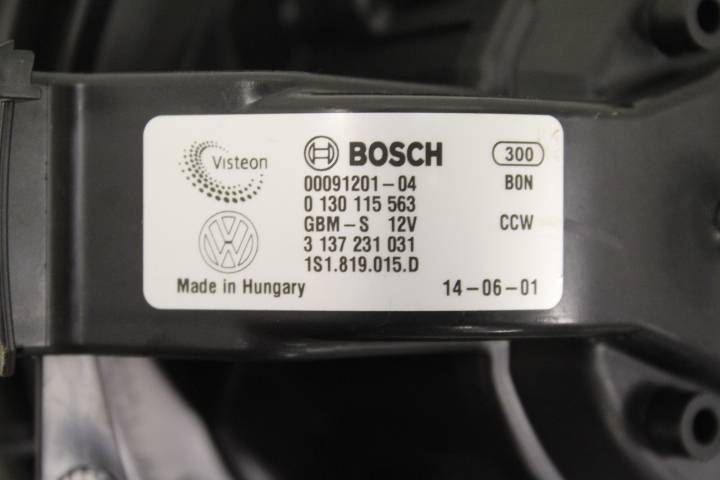 Visteon
BOSCH
300
00091201-04
BON
0 130 115 563
GBM-S 12V
CCW
3 137 231 031
1S1.819.015.D
Made in Hungary
14-06-01